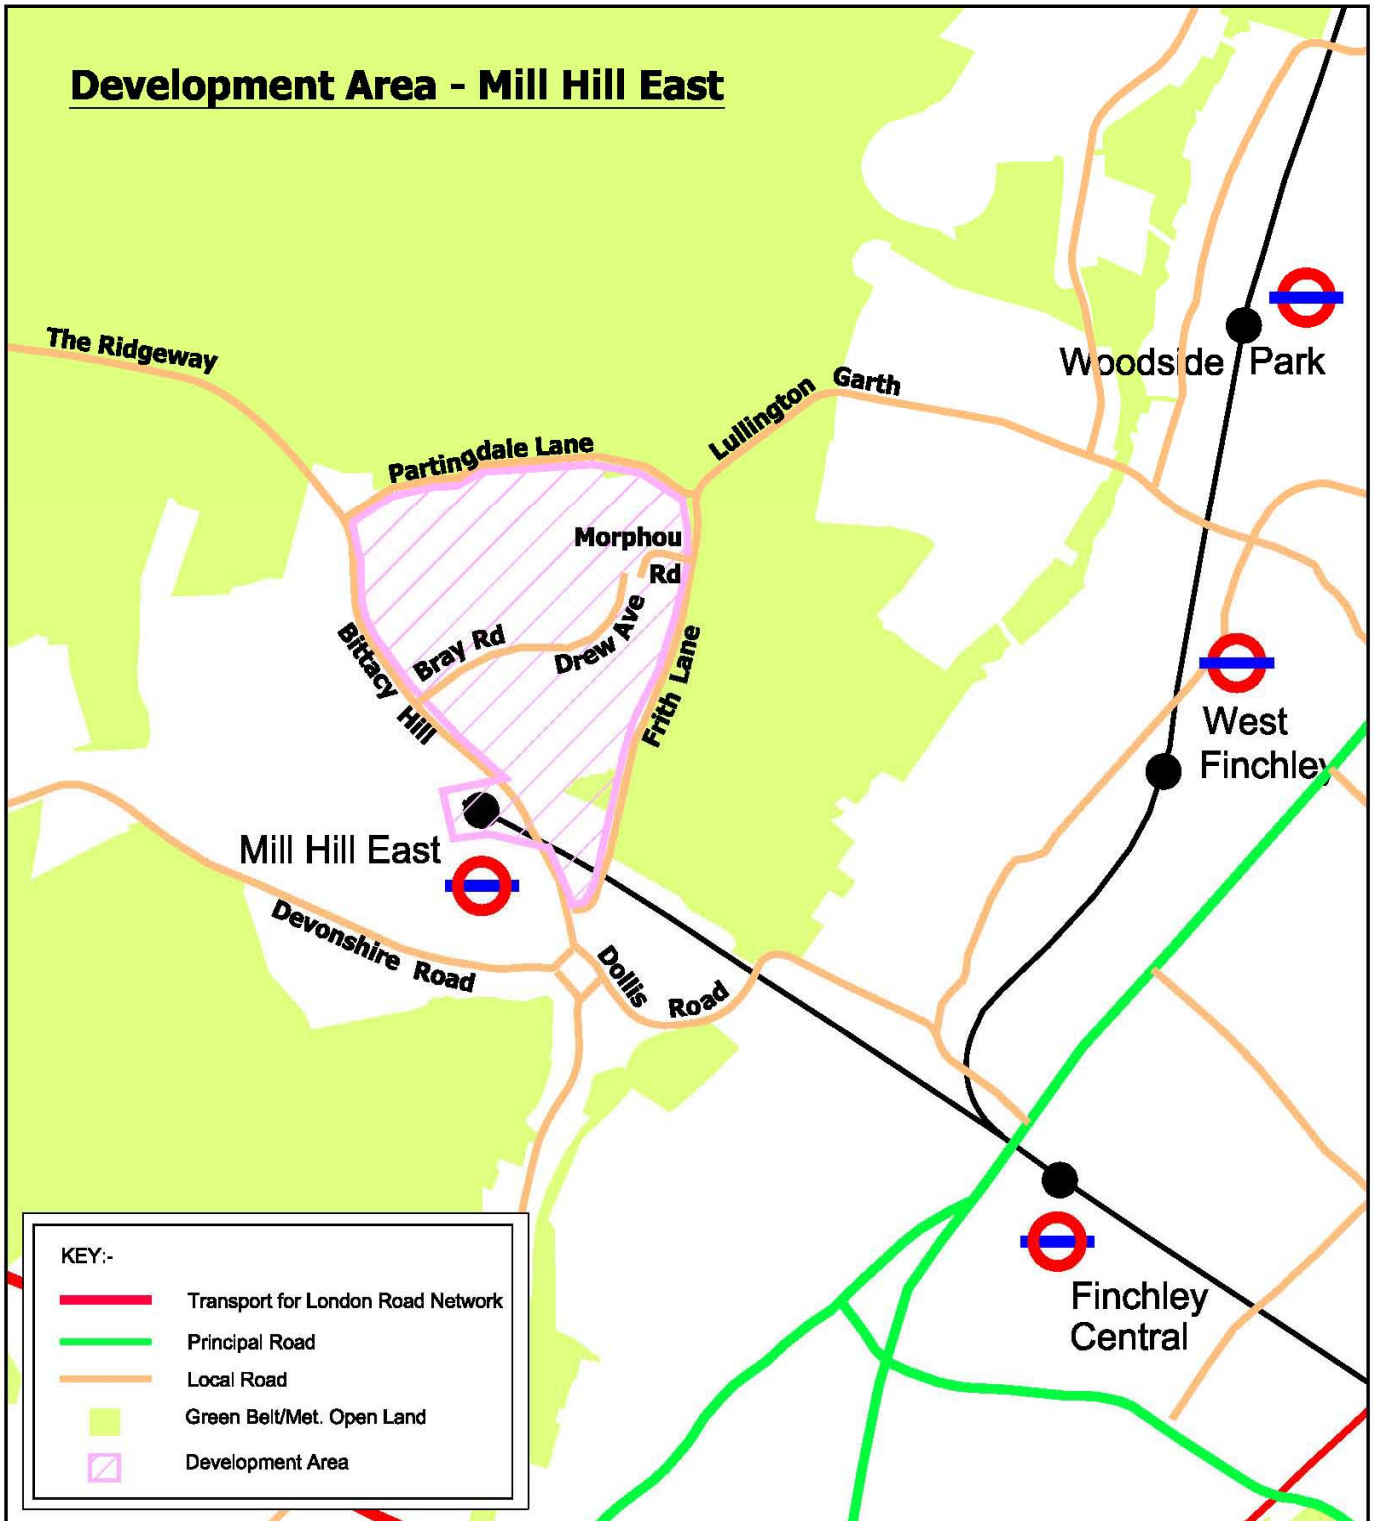 Development Area - Mill Hill East
Woodside Park
The Ridgeway
Lullington Garth
Partingdale Lane
Morphou
Rd
Drew Ave
Bray Rd
Bittacy Hill
Frith Lane
West
Finchley
Mill Hill East
Devonshire Road
Dollis Road
Finchley
Central
KEY:-
Transport for London Road Network
Principal Road
Local Road
Green Belt/Met. Open Land
Development Area